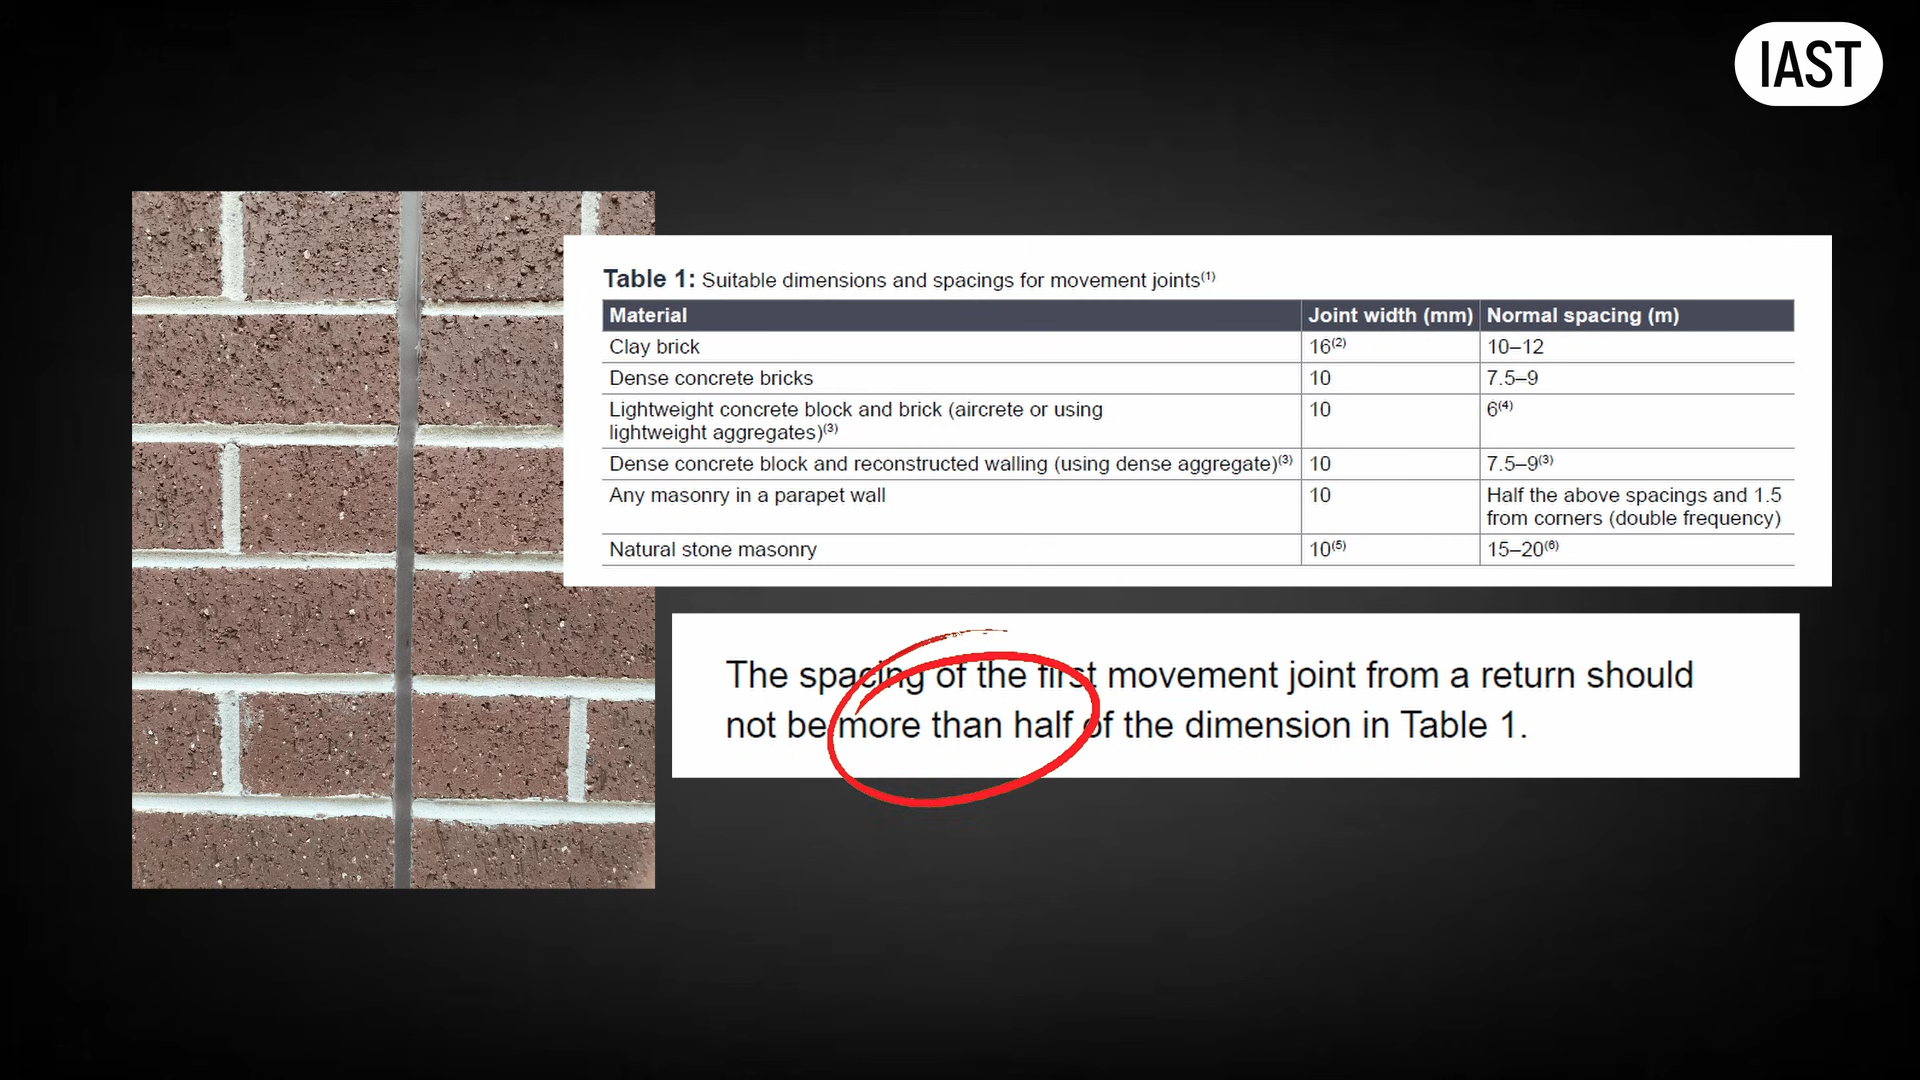 IAST
Table 1: Suitable dimensions and spacings for movement joints(1)
Material Joint width (mm) Normal spacing (m)
Clay brick 16(2) 10–12
Dense concrete bricks 10 7.5–9
Lightweight concrete block and brick (aircrete or using
lightweight aggregates)(3) 10 6(4)
Dense concrete block and reconstructed walling (using dense aggregate)(3) 10 7.5–9(3)
Any masonry in a parapet wall 10 Half the above spacings and 1.5
from corners (double frequency)
Natural stone masonry 10(5) 15–20(6)
The spacing of the first movement joint from a return should
not be more than half of the dimension in Table 1.